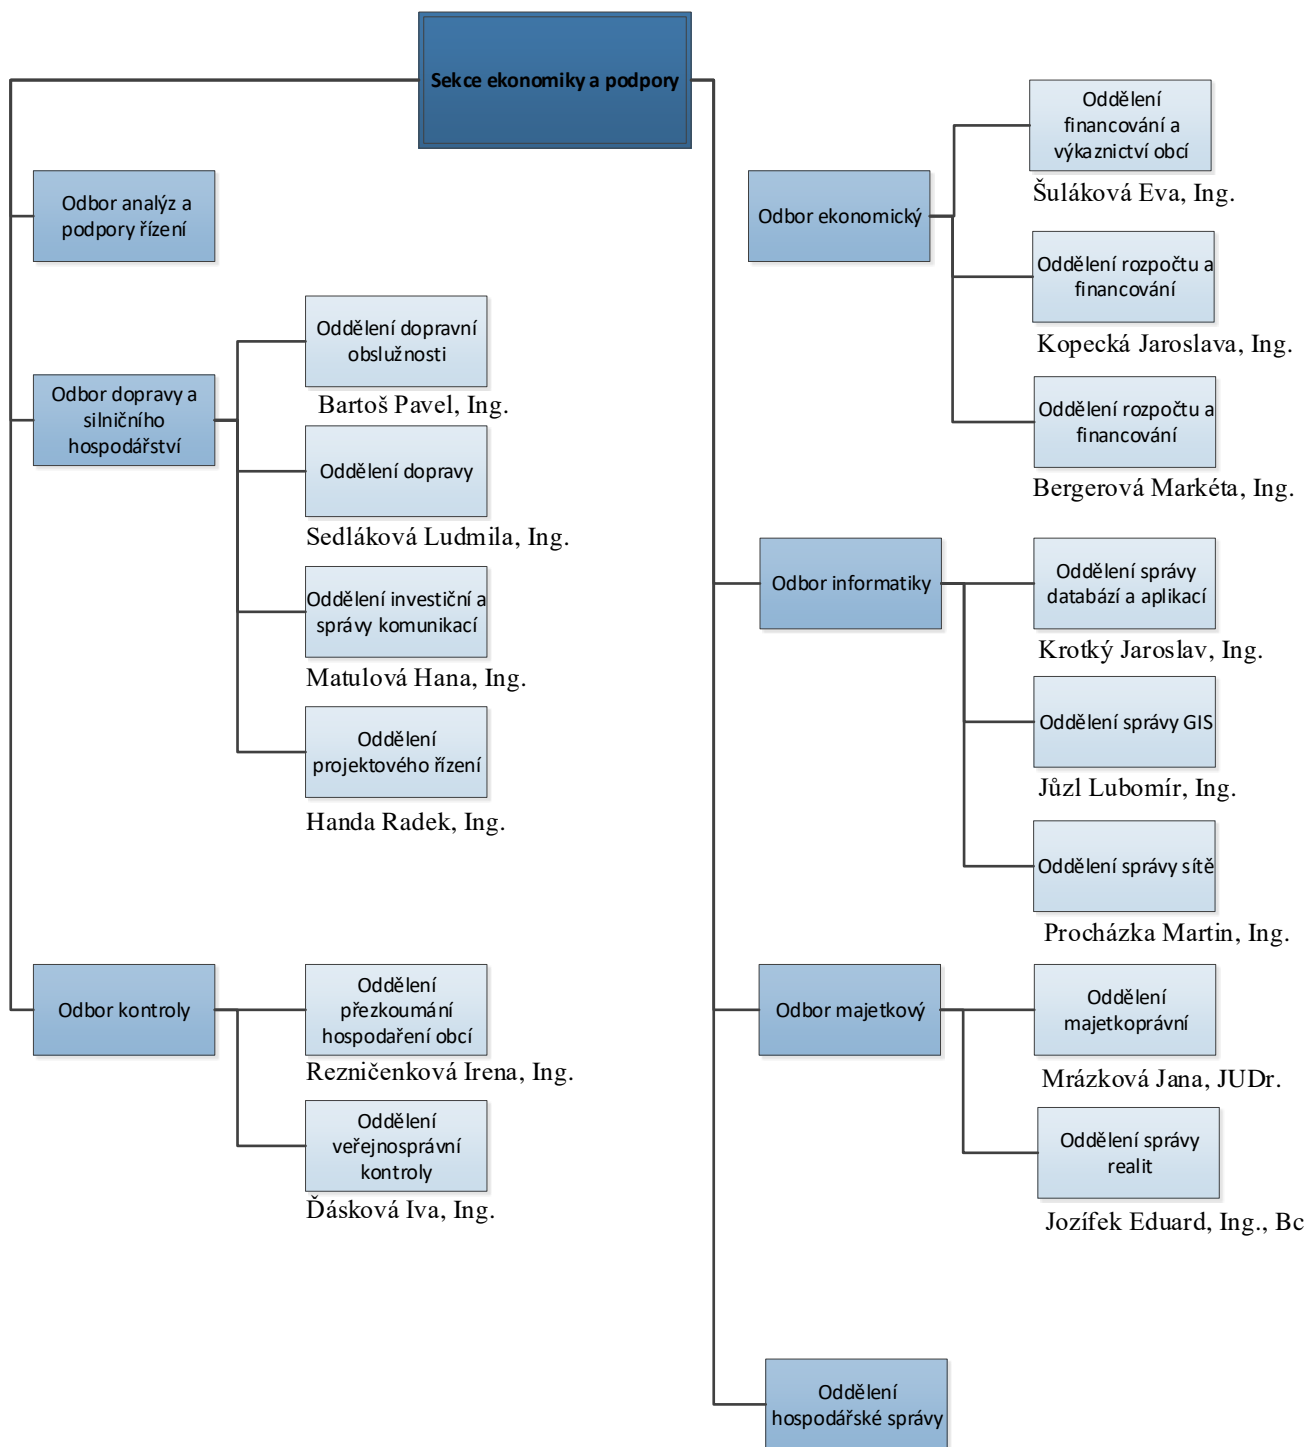 Sekce ekonomiky a podpory
Odbor analýz a
podpory řízení
Odbor dopravy a
silničního
hospodářství
Oddělení dopravní
obslužnosti
Bartoš Pavel, Ing.
Oddělení dopravy
Sedláková Ludmila, Ing.
Oddělení investiční a
správy komunikací
Matulová Hana, Ing.
Oddělení
projektového řízení
Handa Radek, Ing.
Odbor kontroly
Oddělení
přezkoumání
hospodaření obcí
Rezničenková Irena, Ing.
Oddělení
veřejnosprávní
kontroly
Ďásková Iva, Ing.
Odbor ekonomický
Oddělení
financování a
výkaznictví obcí
Šuláková Eva, Ing.
Oddělení rozpočtu a
financování
Kopecká Jaroslava, Ing.
Oddělení rozpočtu a
financování
Bergerová Markéta, Ing.
Odbor informatiky
Oddělení správy
databází a aplikací
Krotký Jaroslav, Ing.
Oddělení správy GIS
Jůzl Lubomír, Ing.
Oddělení správy sítě
Procházka Martin, Ing.
Odbor majetkový
Oddělení
majetkoprávní
Mrázková Jana, JUDr.
Oddělení správy
realit
Jozífek Eduard, Ing., Bc
Oddělení
hospodářské správy